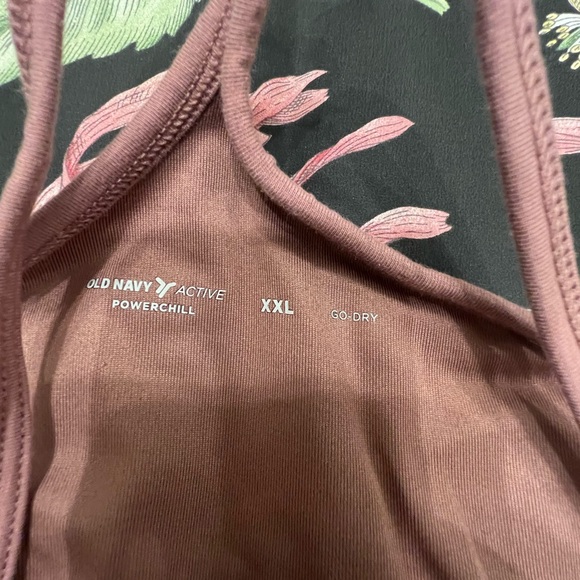 OLD NAVY ACTIVE
POWERCHILL
XXL
GO-DRY